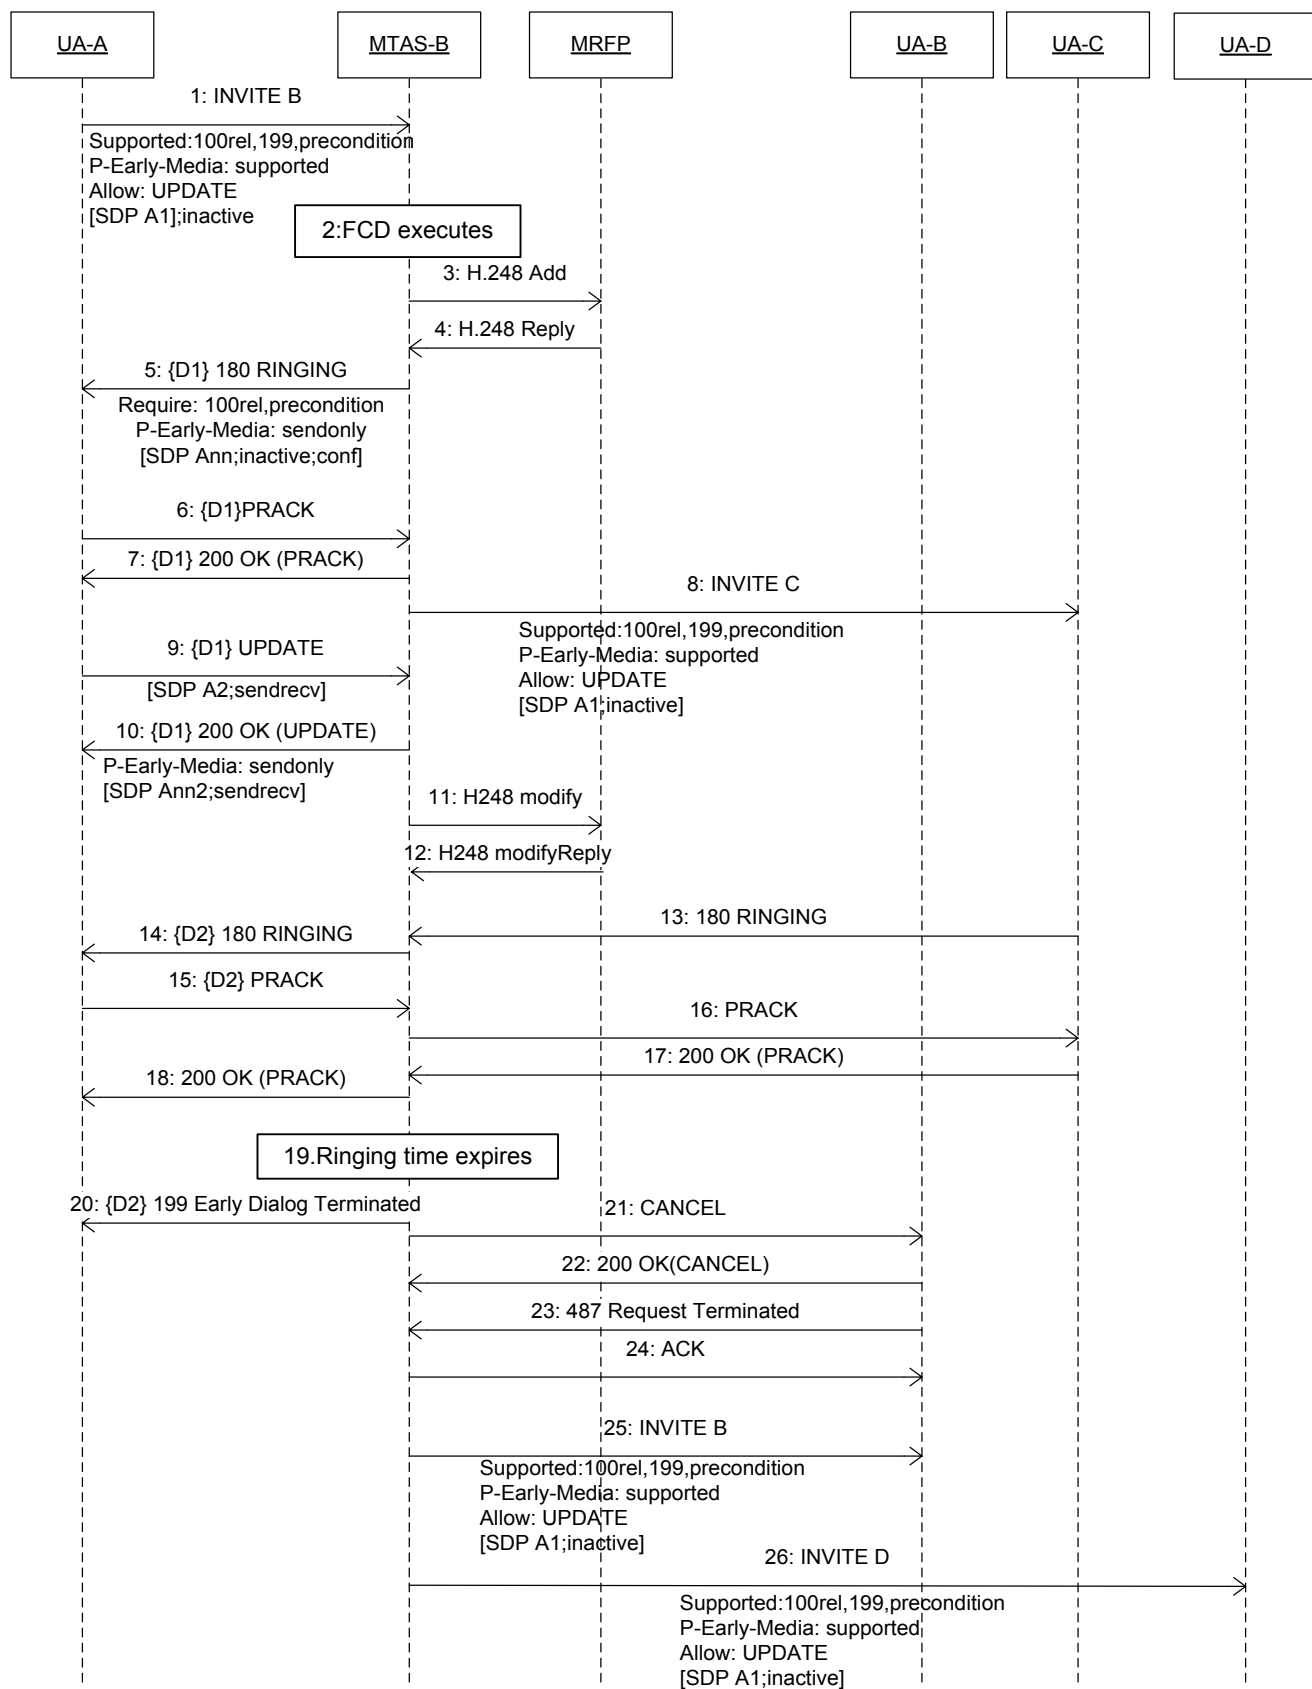 UA-A
MTAS-B
MRFP
UA-B
UA-C
UA-D
1: INVITE B
Supported:100rel,199,precondition
P-Early-Media: supported
Allow: UPDATE
[SDP A1];inactive
2:FCD executes
3: H.248 Add
4: H.248 Reply
5: {D1} 180 RINGING
Require: 100rel,precondition
P-Early-Media: sendonly
[SDP Ann;inactive;conf]
6: {D1}PRACK
7: {D1} 200 OK (PRACK)
8: INVITE C
Supported:100rel,199,precondition
P-Early-Media: supported
Allow: UPDATE
[SDP A1;inactive]
9: {D1} UPDATE
[SDP A2;sendrecv]
10: {D1} 200 OK (UPDATE)
P-Early-Media: sendonly
[SDP Ann2;sendrecv]
11: H248 modify
12: H248 modifyReply
13: 180 RINGING
14: {D2} 180 RINGING
15: {D2} PRACK
16: PRACK
17: 200 OK (PRACK)
18: 200 OK (PRACK)
19.Ringing time expires
20: {D2} 199 Early Dialog Terminated
21: CANCEL
22: 200 OK(CANCEL)
23: 487 Request Terminated
24: ACK
25: INVITE B
Supported:100rel,199,precondition
P-Early-Media: supported
Allow: UPDATE
[SDP A1;inactive]
26: INVITE D
Supported:100rel,199,precondition
P-Early-Media: supported
Allow: UPDATE
[SDP A1;inactive]